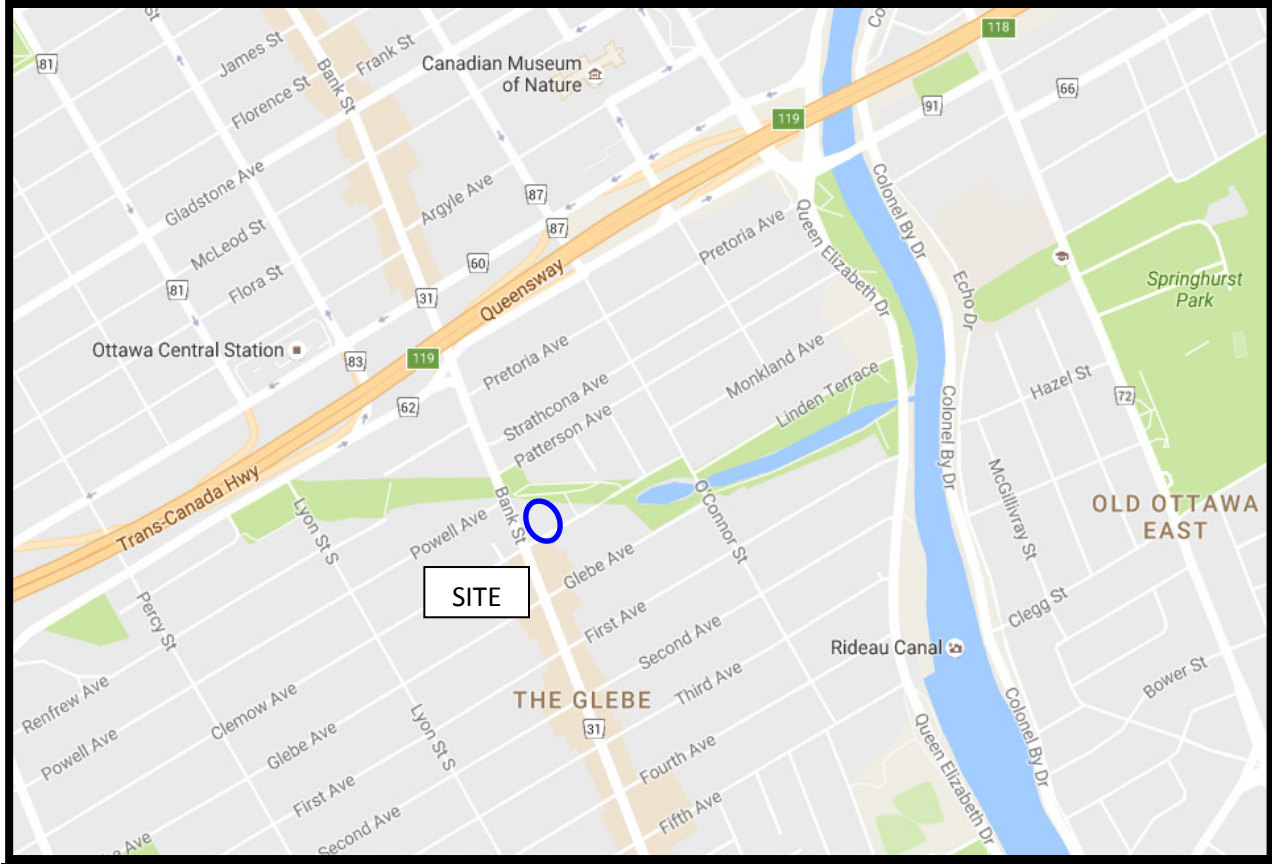 St
118
Co
81
James St
Frank St
Bank St
Canadian Museum
of Nature
66
Florence St
91
119
Colonel By Dr
Gladstone Ave
Argyle Ave
87
87
McLeod St
Pretoria Ave
Queen Elizabeth Dr
60
Flora St
81
31
Queensway
Echo Dr
Springhurst
Park
Ottawa Central Station
83
119
Pretoria Ave
Monkland Ave
Linden Terrace
Hazel St
62
Strathcona Ave
72
Patterson Ave
Colonel By Dr
Trans-Canada Hwy
Lyon St S
Bank St
Powell Ave
O'Connor St
McGillivray St
OLD OTTAWA
EAST
Glebe Ave
SITE
Percy St
First Ave
Clegg St
Second Ave
Rideau Canal
Third Ave
Bower St
Renfrew Ave
Clemow Ave
THE GLEBE
Lyon St S
31
Colonel By Dr
Powell Ave
Glebe Ave
Fourth Ave
Queen Elizabeth Dr
First Ave
Fifth Ave
Second Ave
Ave